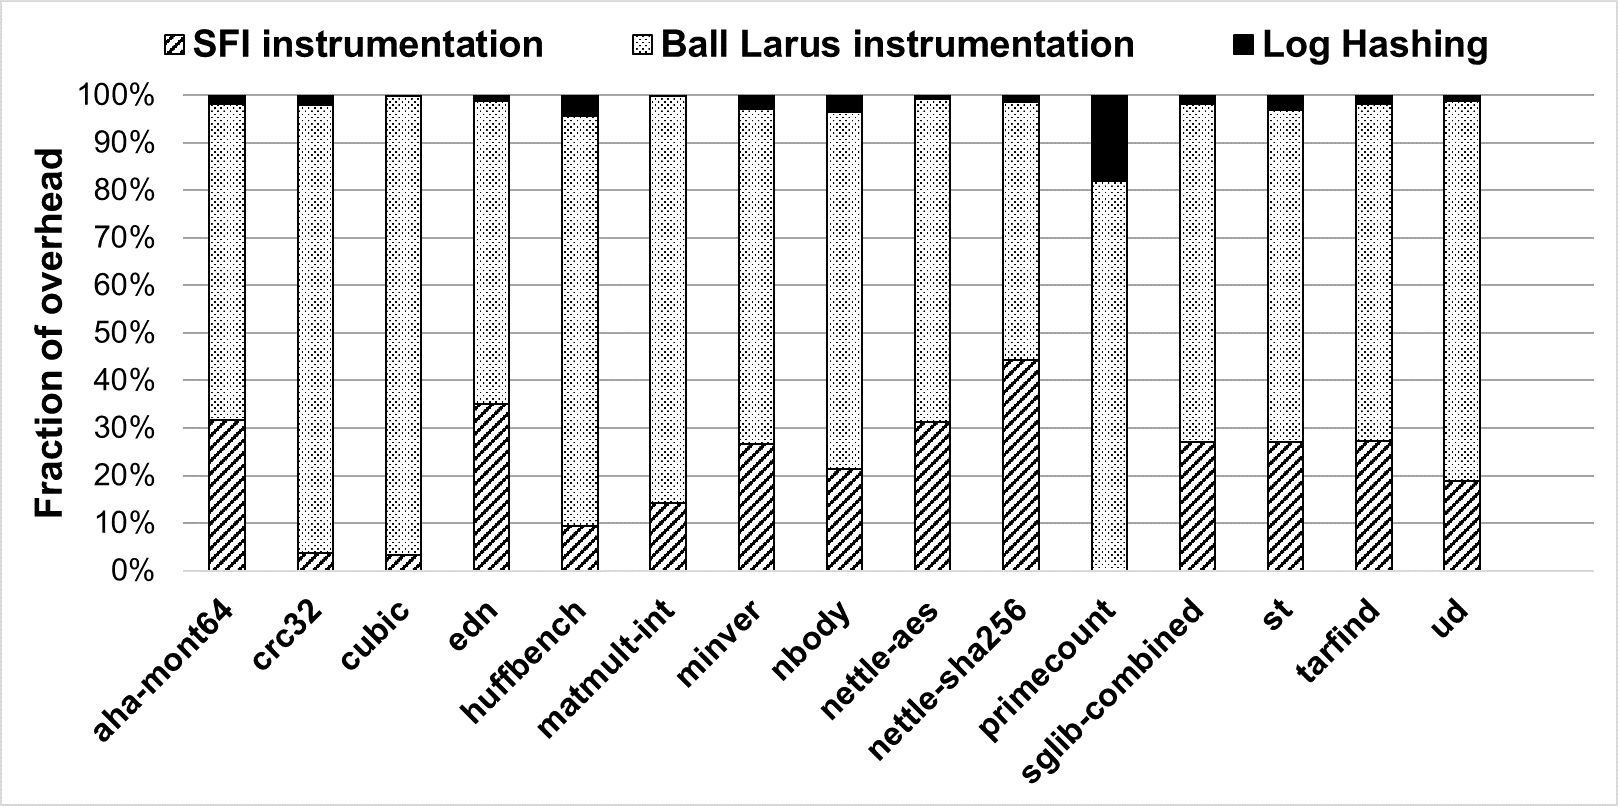 SFI instrumentation Ball Larus instrumentation Log Hashing
Fraction of overhead
100%
90%
80%
70%
60%
50%
40%
30%
20%
10%
0%
aha-mont64
crc32
cubic
edn
huffbench
matmult-int
minver
nbody
nettle-aes
nettle-sha256
primecount
sglib-combined
st
tarfind
ud